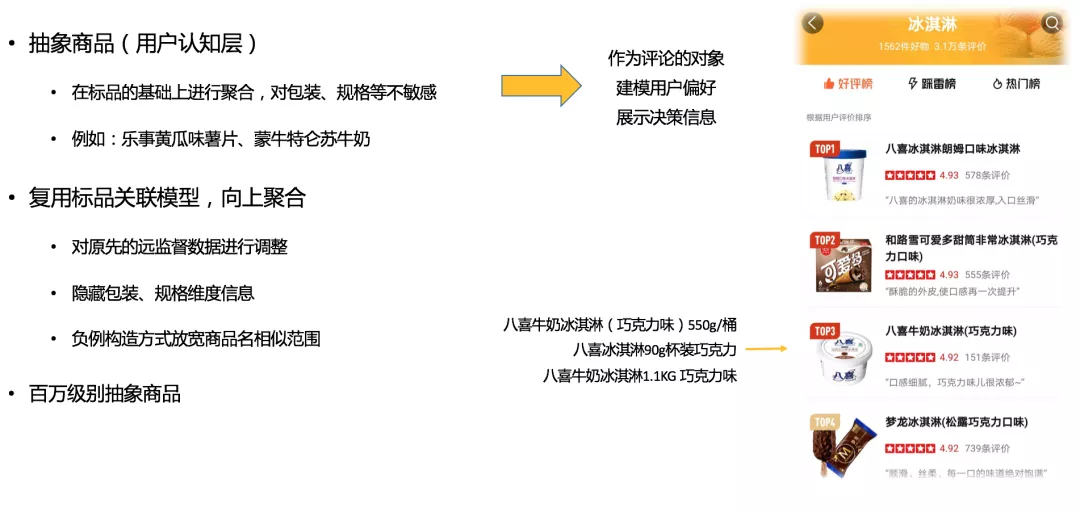 抽象商品（用户认知层）
在标品的基础上进行聚合，对包装、规格等不敏感
例如：乐事黄瓜味薯片、蒙牛特仑苏牛奶
复用标品关联模型，向上聚合
对原先的远监督数据进行调整
隐藏包装、规格维度信息
负例构造方式放宽商品名相似范围
百万级别抽象商品
作为评论的对象
建模用户偏好
展示决策信息
八喜牛奶冰淇淋（巧克力味）550g/桶
八喜冰淇淋90g杯装巧克力
八喜牛奶冰淇淋1.1KG 巧克力味
冰淇淋
1562件好物 3.1万条评价
好评榜 踩雷榜 热门榜
根据用户评价排序
TOP1
八喜
八喜冰淇淋朗姆口味冰淇淋
4.93 578条评价
“八喜的冰淇淋奶味很浓厚,入口丝滑”
TOP2
可爱多
和路雪可爱多甜筒非常冰淇淋(巧克力口味)
4.93 555条评价
“酥脆的外皮,使口感再一次提升”
TOP3
八喜
八喜牛奶冰淇淋(巧克力味)
4.92 151条评价
“口感细腻，巧克力味儿很浓郁~”
TOP4
M
梦龙冰淇淋(松露巧克力口味)
4.92 739条评价
“顺滑，丝柔，每一口的味道绝对饱满”